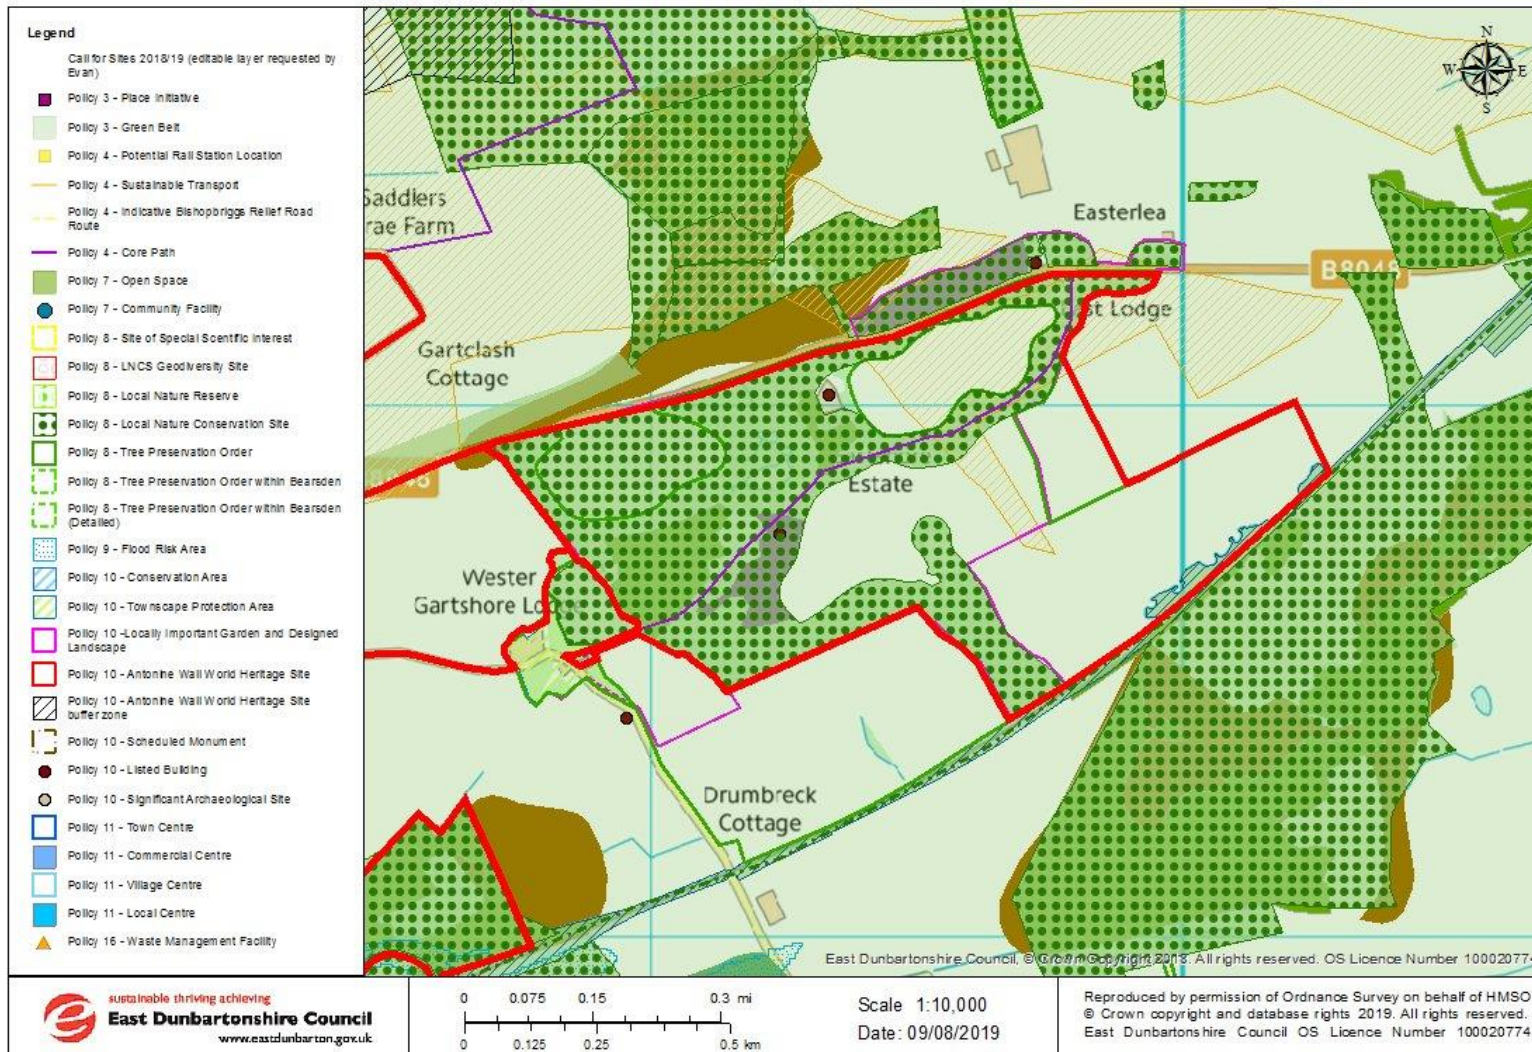 Legend
Call for Sites 2018/19 (editable layer requested by
Evan)
Policy 3 - Place Initiative
Policy 3 - Green Belt
Policy 4 - Potential Rail Station Location
Policy 4 - Sustainable Transport
Policy 4 - Indicative Bishopbriggs Relief Road
Route
Policy 4 - Core Path
Policy 7 - Open Space
Policy 7 - Community Facility
Policy 8 - Site of Special Scientific Interest
Policy 8 - LNCS Geodiversity Site
Policy 8 - Local Nature Reserve
Policy 8 - Local Nature Conservation Site
Policy 8 - Tree Preservation Order
Policy 8 - Tree Preservation Order within Bearsden
Policy 8 - Tree Preservation Order within Bearsden
(Detailed)
Policy 9 - Flood Risk Area
Policy 10 - Conservation Area
Policy 10 - Townscape Protection Area
Policy 10 -Locally Important Garden and Designed
Landscape
Policy 10 - Antonine Wall World Heritage Site
Policy 10 - Antonine Wall World Heritage Site
buffer zone
Policy 10 - Scheduled Monument
Policy 10 - Listed Building
Policy 10 - Significant Archaeological Site
Policy 11 - Town Centre
Policy 11 - Commercial Centre
Policy 11 - Village Centre
Policy 11 - Local Centre
Policy 16 - Waste Management Facility
N
W E
S
Saddlers
rae Farm
Easterlea
B8048
st Lodge
Gartclash
Cottage
Estate
Wester
Gartshore Lod
Drumbreck
Cottage
East Dunbartonshire Council, © Crown Copyright 2018. All rights reserved. OS Licence Number 100020774
sustainable thriving achieving
East Dunbartonshire Council
www.eastdunbarton.gov.uk
0 0.075 0.15 0.3 mi
0 0.125 0.25 0.5 km
Scale 1:10,000
Date: 09/08/2019
Reproduced by permission of Ordnance Survey on behalf of HMSO
© Crown copyright and database rights 2019. All rights reserved.
East Dunbartonshire Council OS Licence Number 100020774